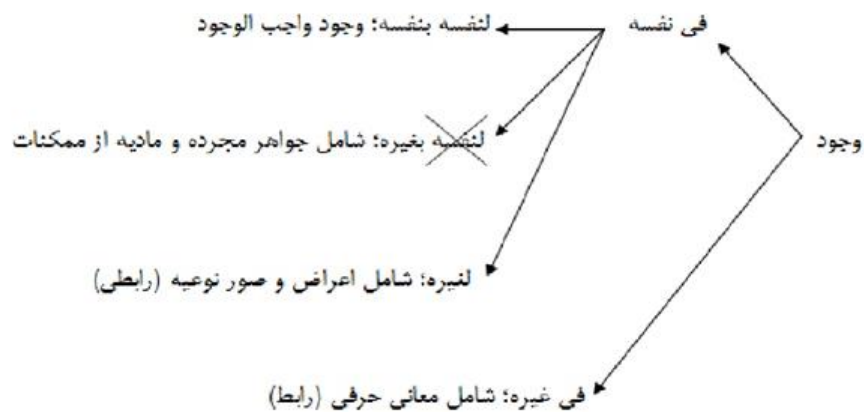 وجود
فی نفسه
لنفسه بنفسه؛ وجود واجب الوجود
لنفسه بغیره؛ شامل جواهر مجرده و مادیه از ممکنات
لغیره؛ شامل اعراض و صور نوعیه (رابطی)
فی غیره؛ شامل معانی حرفی (رابط)